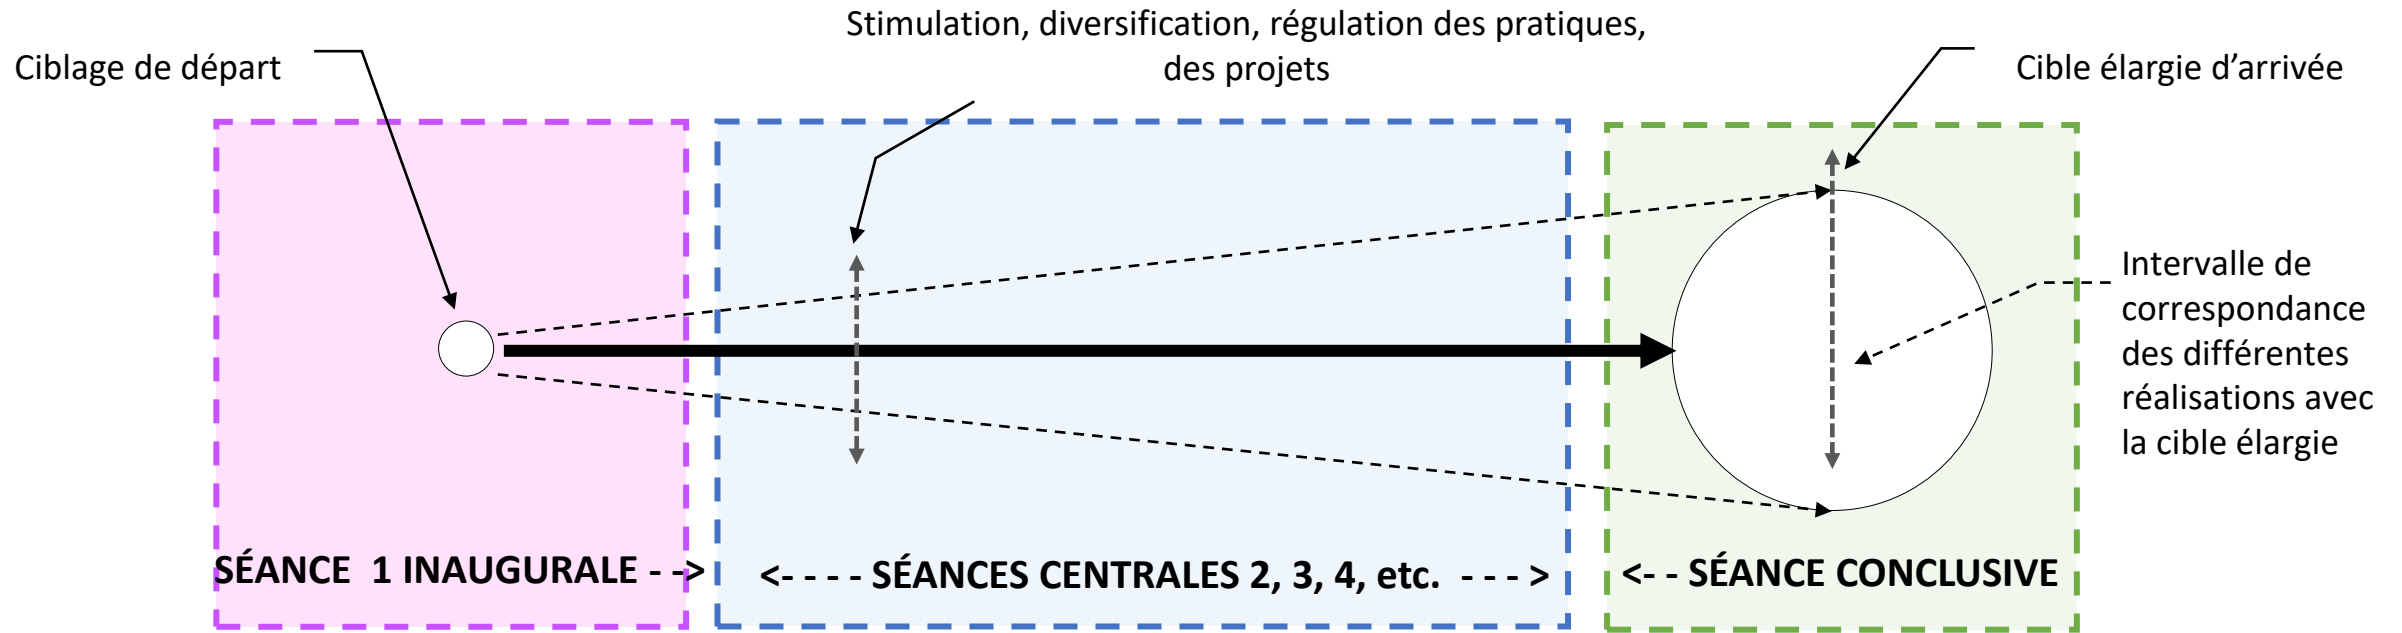 Stimulation, diversification, régulation des pratiques,
des projets
Ciblage de départ
Cible élargie d’arrivée
Intervalle de
correspondance
des différentes
réalisations avec
la cible élargie
SÉANCE 1 INAUGURALE - ->
<- - - - SÉANCES CENTRALES 2, 3, 4, etc. - - - >
<- - SÉANCE CONCLUSIVE